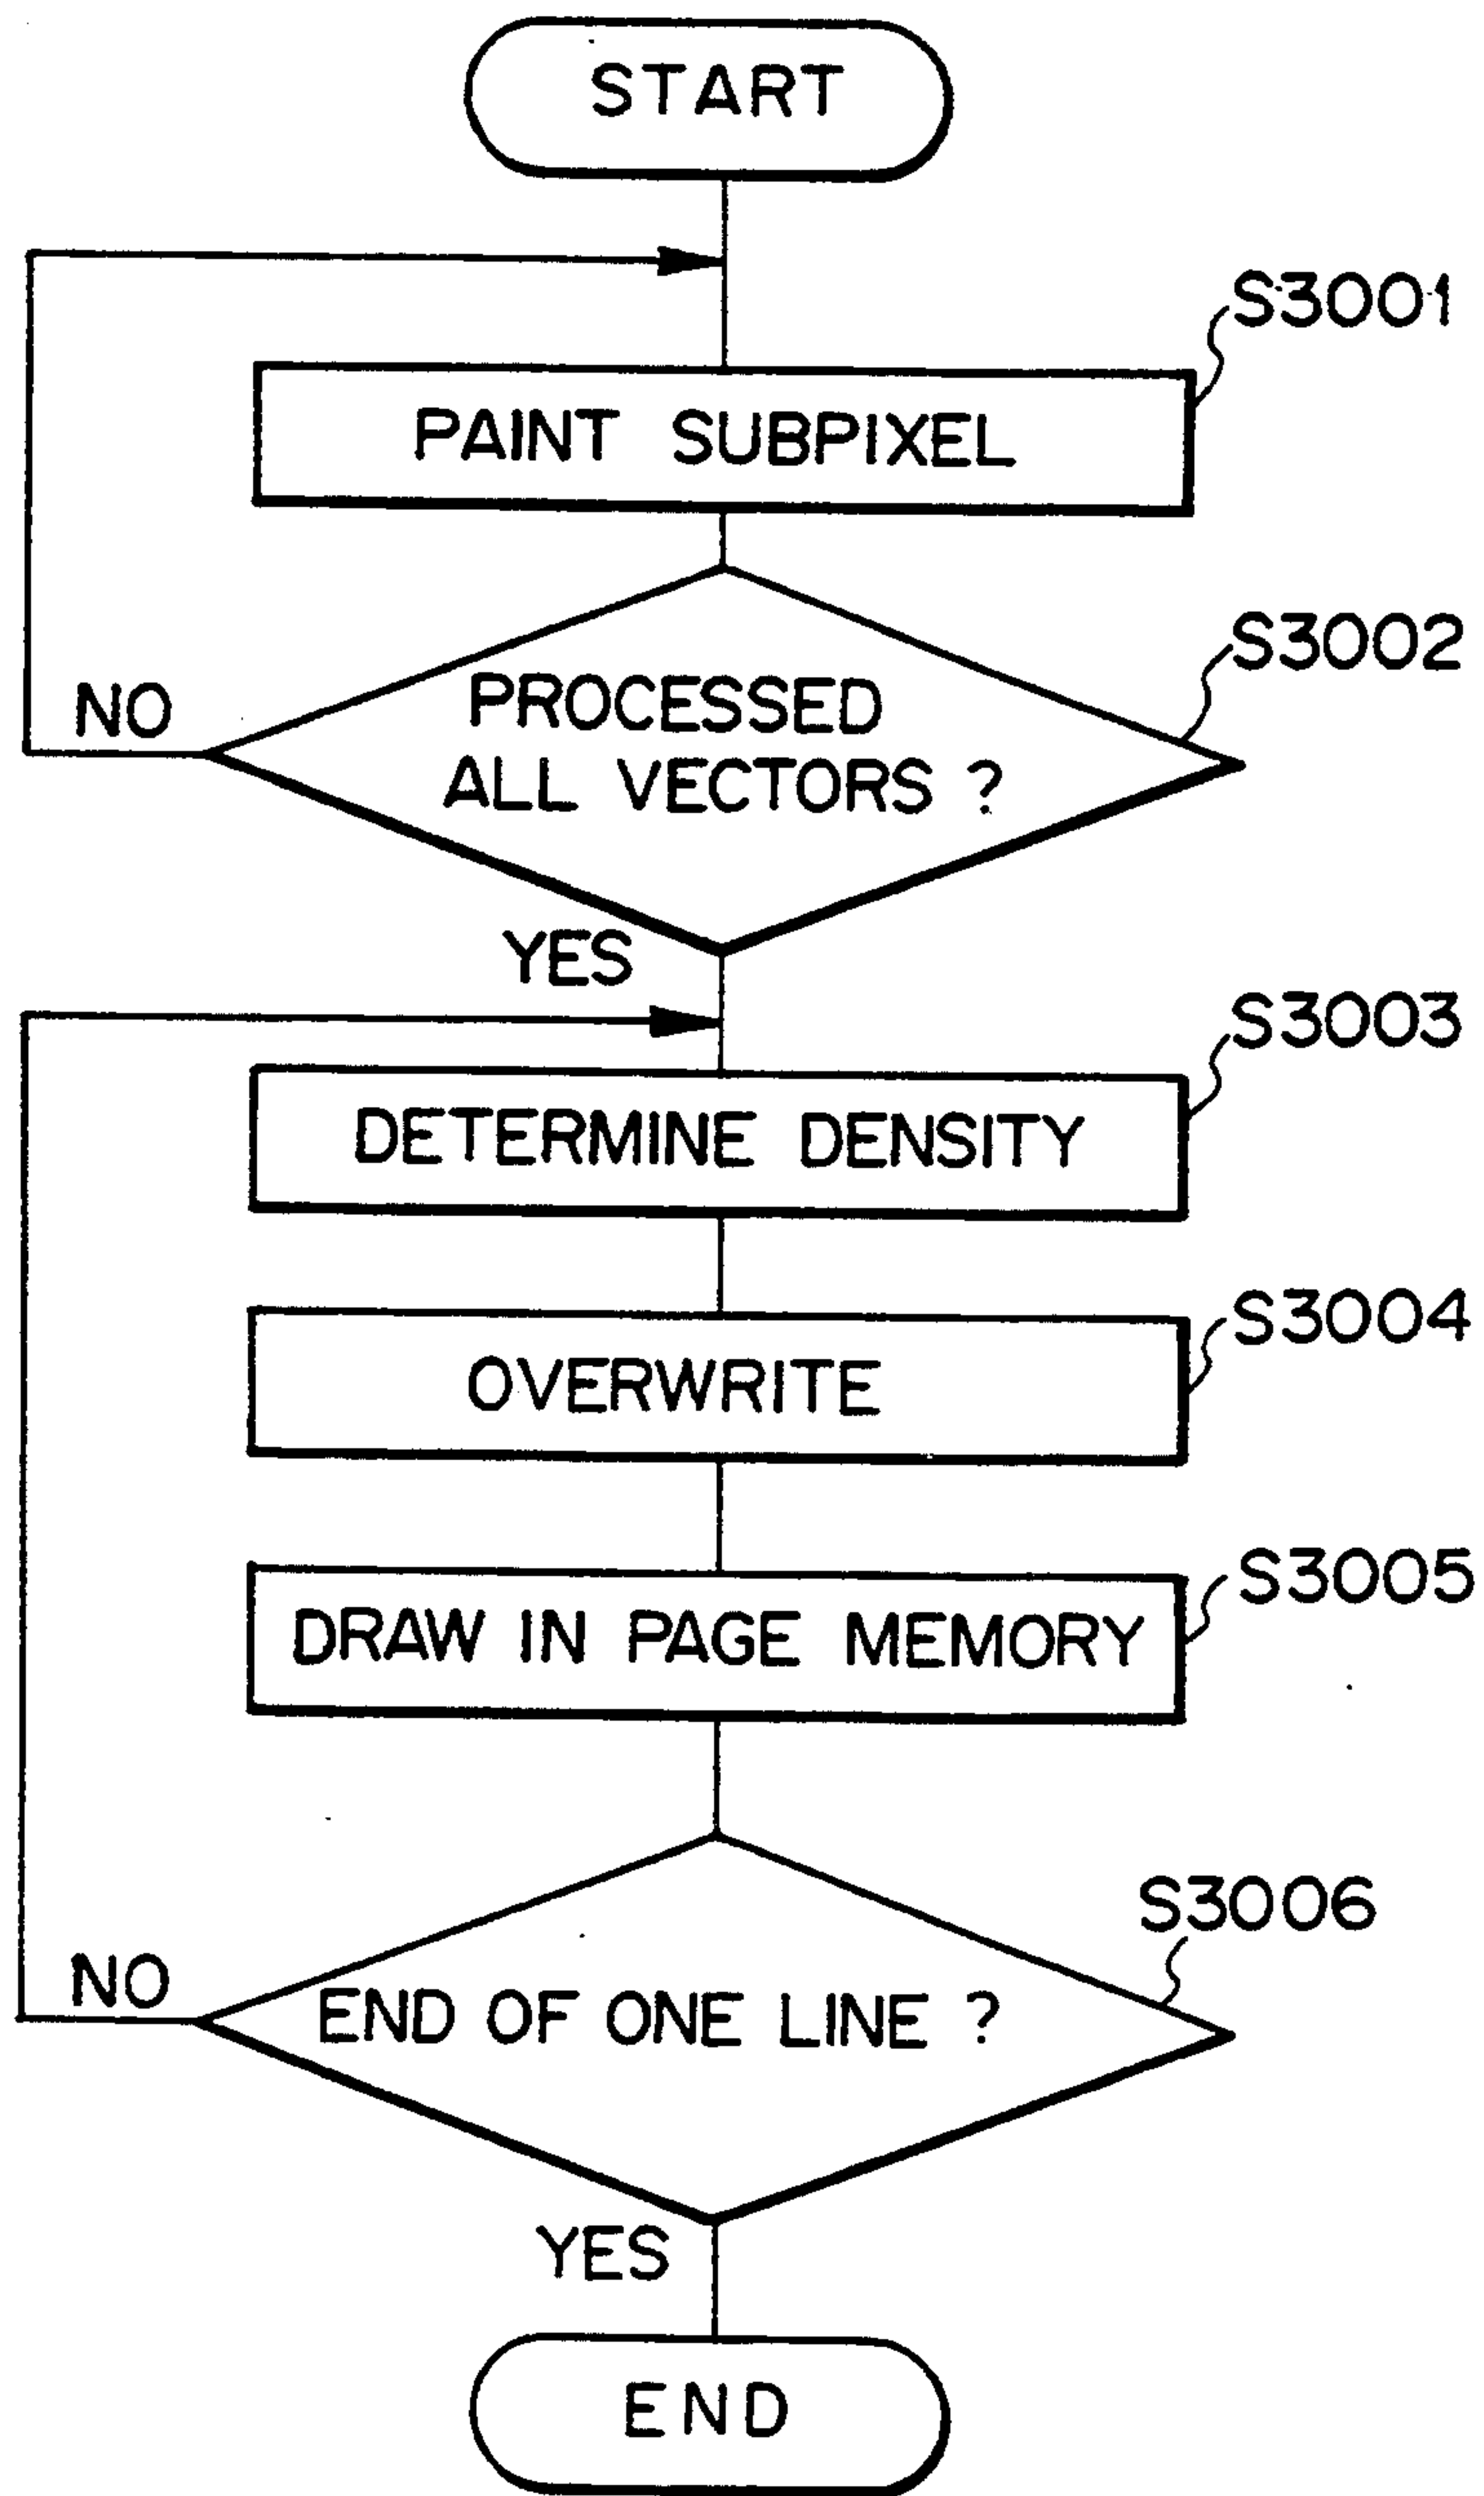 START
S3001
PAINT SUBPIXEL
S3002
PROCESSED
ALL VECTORS ?
NO
YES
S3003
DETERMINE DENSITY
S3004
OVERWRITE
S3005
DRAW IN PAGE MEMORY
S3006
END OF ONE LINE ?
NO
YES
END